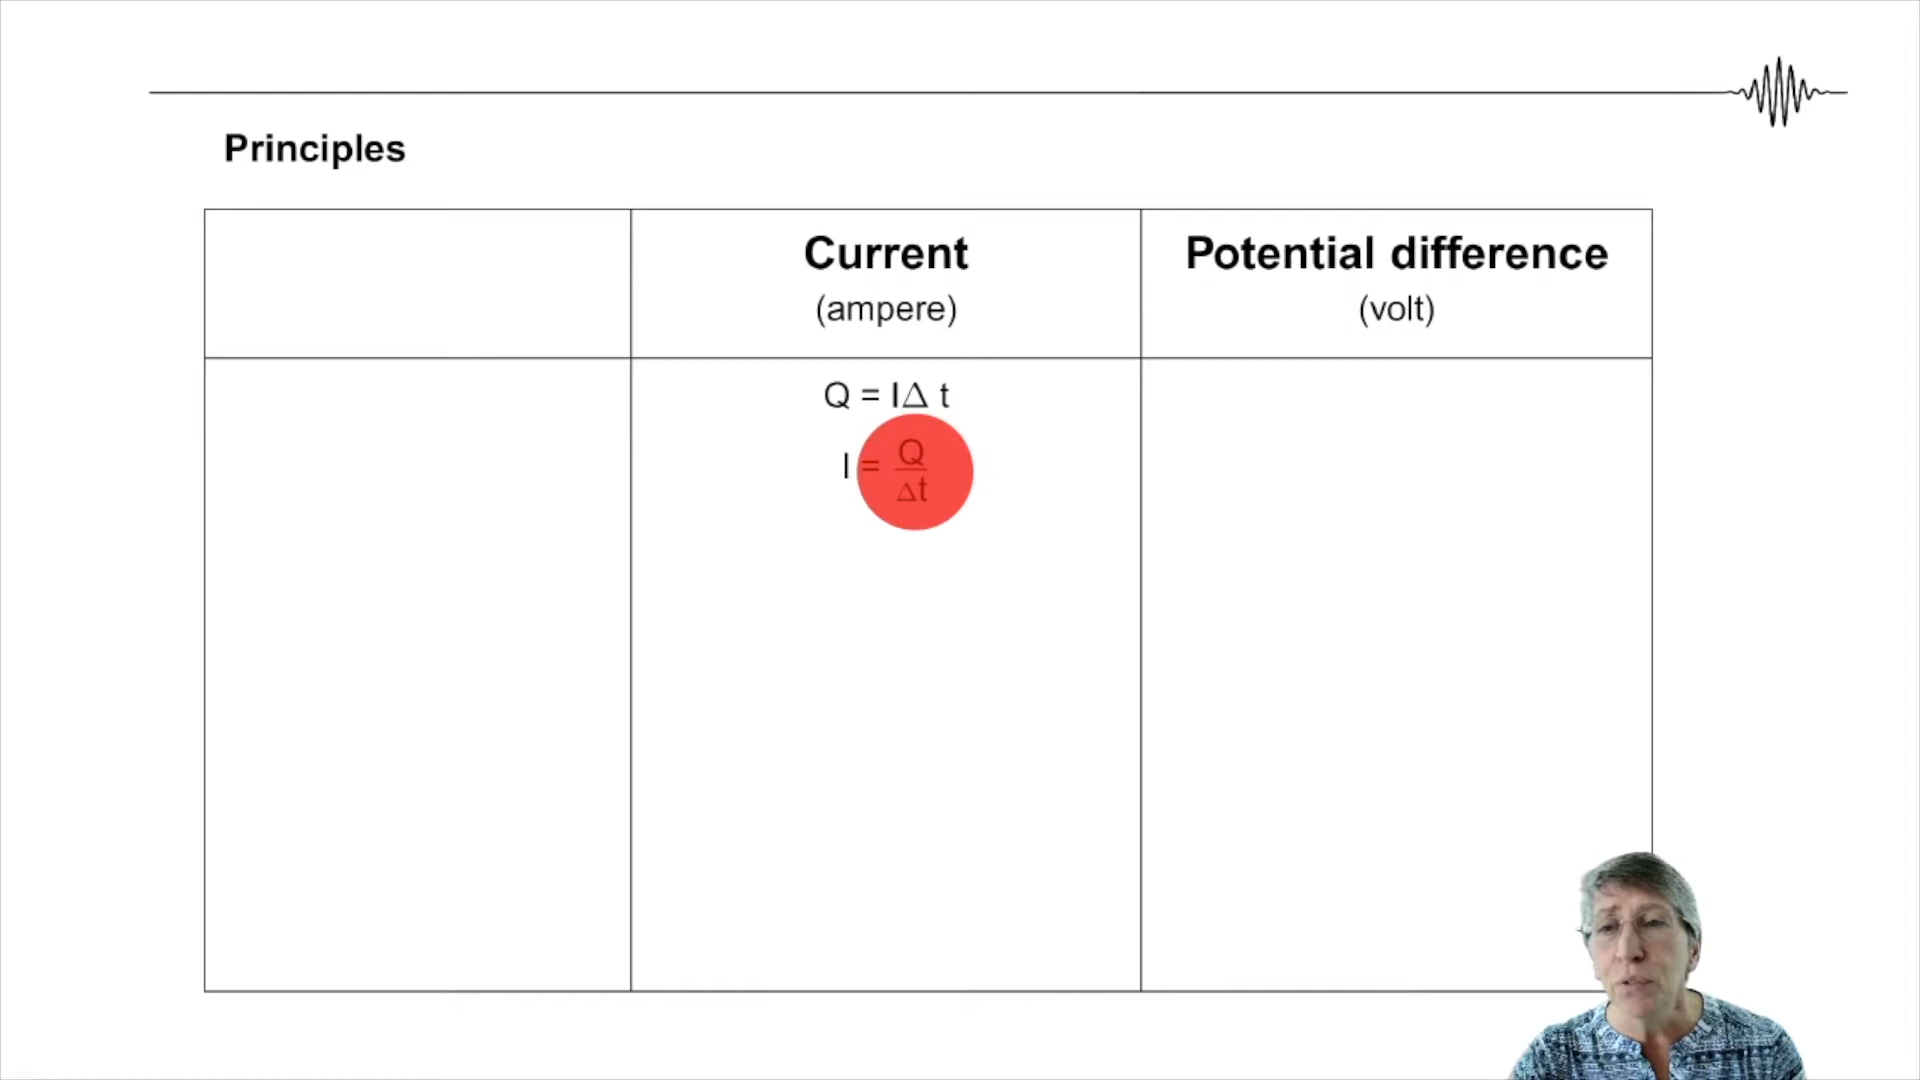 Principles
Current
(ampere)
Potential difference
(volt)
Q = IΔ t
I = Q/Δt